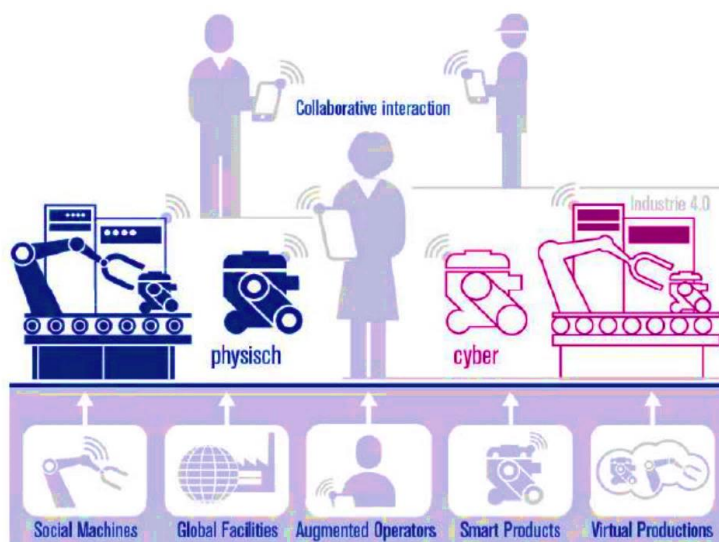 Collaborative interaction
Industrie 4.0
physisch
cyber
Social Machines
Global Facilities
Augmented Operators
Smart Products
Virtual Productions